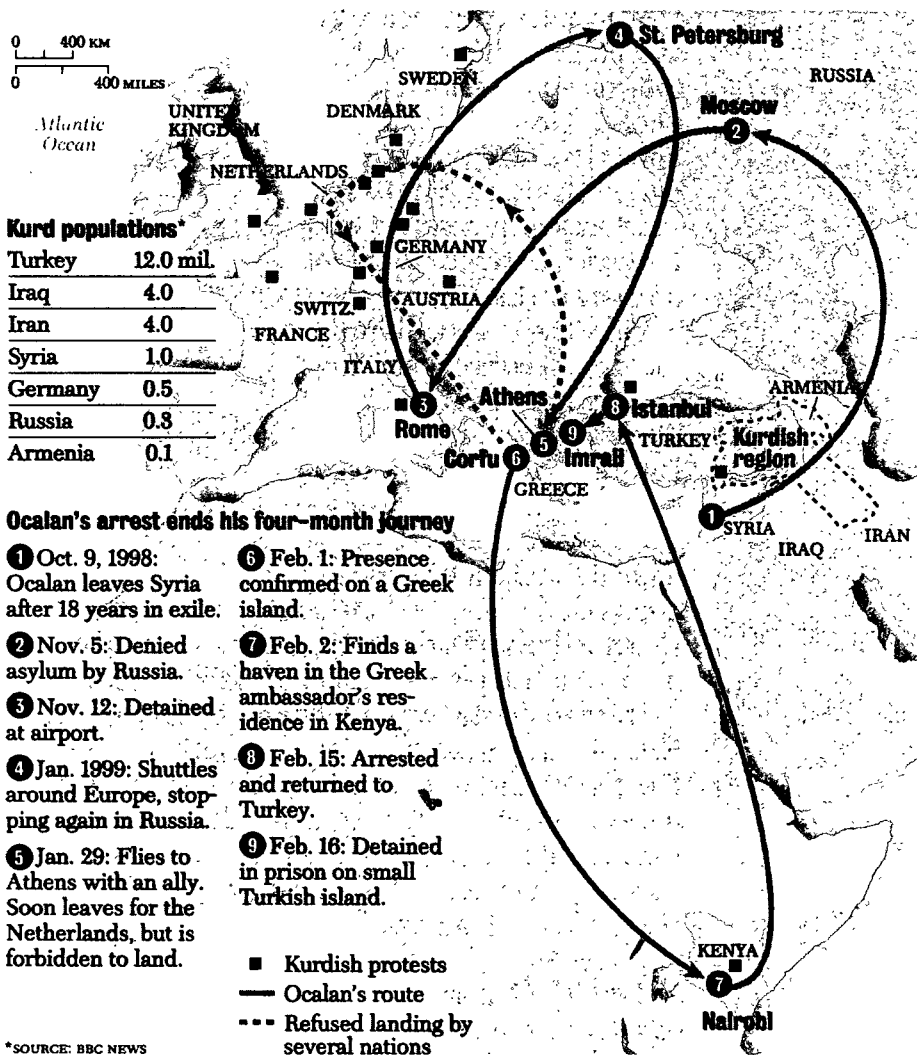 0 400 KM
0 400 MILES
Atlantic
Ocean
UNITED
KINGDOM
SWEDEN
DENMARK
NETHERLANDS
GERMANY
AUSTRIA
SWITZ.
FRANCE
ITALY
4 St. Petersburg
RUSSIA
Moscow
2
3
Rome
Athens
5
Corfu 6
GREECE
9
Imrali
8 Istanbul
TURKEY
ARMENIA
Kurdish
region
1
SYRIA
IRAQ
IRAN
KENYA
7
Nairobi
Kurd populations*
Turkey 12.0 mil.
Iraq 4.0
Iran 4.0
Syria 1.0
Germany 0.5
Russia 0.3
Armenia 0.1
Ocalan's arrest ends his four-month journey
1 Oct. 9, 1998:
Ocalan leaves Syria
after 18 years in exile.
2 Nov. 5: Denied
asylum by Russia.
3 Nov. 12: Detained
at airport.
4 Jan. 1999: Shuttles
around Europe, stop-
ping again in Russia.
5 Jan. 29: Flies to
Athens with an ally.
Soon leaves for the
Netherlands, but is
forbidden to land.
6 Feb. 1: Presence
confirmed on a Greek
island.
7 Feb. 2: Finds a
haven in the Greek
ambassador's res-
idence in Kenya.
8 Feb. 15: Arrested
and returned to
Turkey.
9 Feb. 16: Detained
in prison on small
Turkish island.
Kurdish protests
Ocalan's route
Refused landing by
several nations
*SOURCE: BBC NEWS